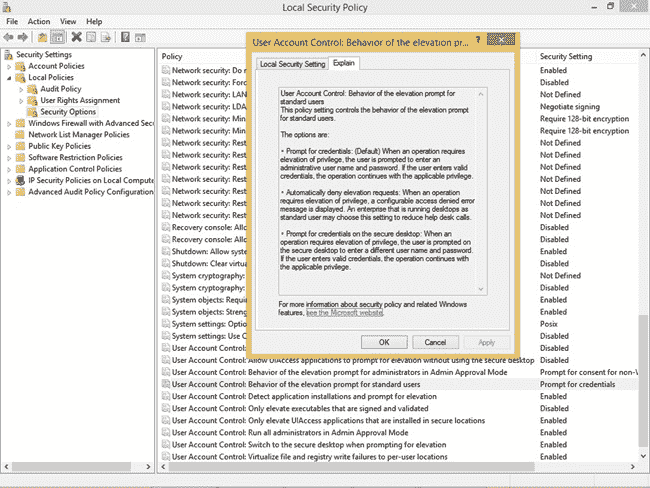 Local Security Policy
File Action View Help
Security Settings
Account Policies
Local Policies
Audit Policy
User Rights Assignment
Security Options
Windows Firewall with Advanced Secu
Network List Manager Policies
Public Key Policies
Software Restriction Policies
Application Control Policies
IP Security Policies on Local Compute
Advanced Audit Policy Configuration
Policy Security Setting
Network security: Do Enabled
Network security: For Disabled
Network security: LAN Not Defined
Network security: LDA Negotiate signing
Network security: Min Require 128-bit encryption
Network security: Min Require 128-bit encryption
Network security: Rest Not Defined
Network security: Rest Not Defined
Network security: Rest Not Defined
Network security: Rest Not Defined
Network security: Rest Not Defined
Network security: Rest Not Defined
Recovery console: Allo Disabled
Recovery console: Allo Disabled
Shutdown: Allow syste Enabled
Shutdown: Clear virtua Disabled
System cryptography: Not Defined
System cryptography: Disabled
System objects: Requir Enabled
System objects: Streng Enabled
System settings: Optio Posix
System settings: Use C Disabled
User Account Control:
User Account Control: Allow UIAccess applications to prompt for elevation without using the secure desktop Disabled
User Account Control: Behavior of the elevation prompt for administrators in Admin Approval Mode Prompt for consent for non-W
User Account Control: Behavior of the elevation prompt for standard users Prompt for credentials
User Account Control: Detect application installations and prompt for elevation Enabled
User Account Control: Only elevate executables that are signed and validated Disabled
User Account Control: Only elevate UIAccess applications that are installed in secure locations Enabled
User Account Control: Run all administrators in Admin Approval Mode Enabled
User Account Control: Switch to the secure desktop when prompting for elevation Enabled
User Account Control: Virtualize file and registry write failures to per-user locations Enabled
User Account Control: Behavior of the elevation pr...
Local Security Setting Explain
User Account Control: Behavior of the elevation prompt for
standard users
This policy setting controls the behavior of the elevation prompt
for standard users.
The options are:
• Prompt for credentials: (Default) When an operation requires
elevation of privilege, the user is prompted to enter an
administrative user name and password. If the user enters valid
credentials, the operation continues with the applicable privilege.
• Automatically deny elevation requests: When an operation
requires elevation of privilege, a configurable access denied error
message is displayed. An enterprise that is running desktops as
standard user may choose this setting to reduce help desk calls.
• Prompt for credentials on the secure desktop: When an
operation requires elevation of privilege, the user is prompted
on the secure desktop to enter a different user name and password.
If the user enters valid credentials, the operation continues with
the applicable privilege.
For more information about security policy and related Windows
features, see the Microsoft website.
OK Cancel Apply